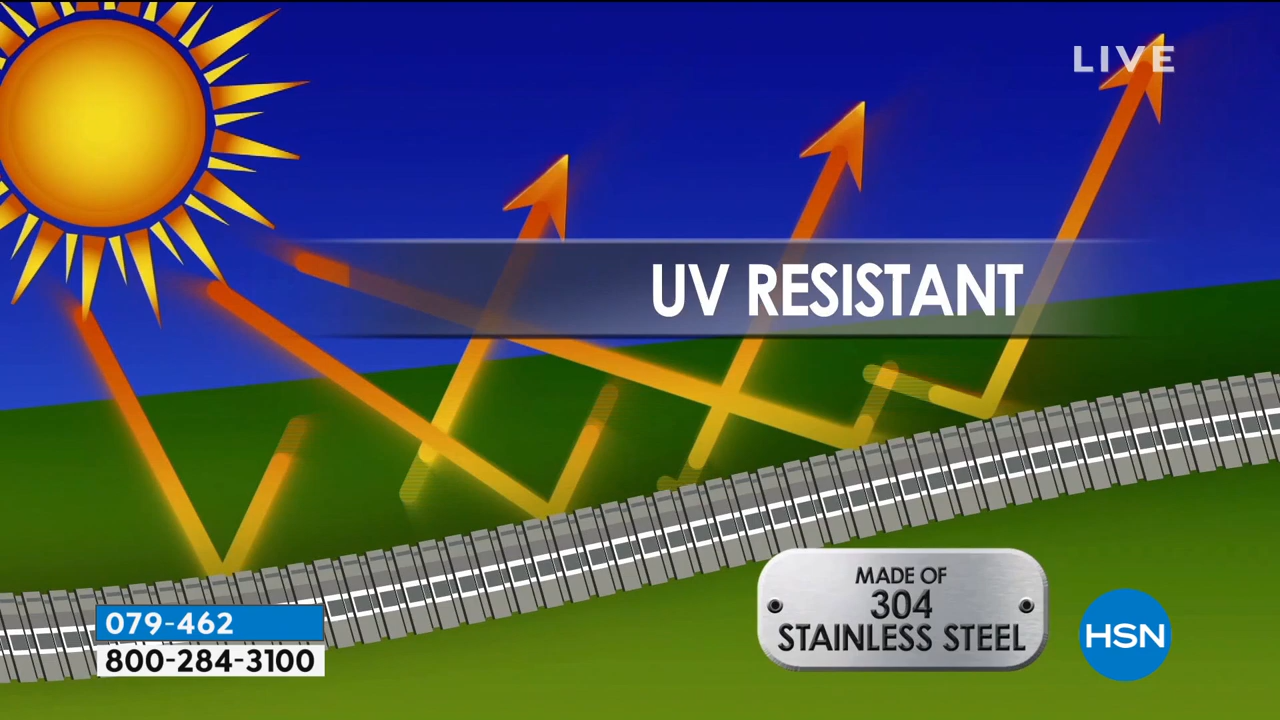 LIVE
UV RESISTANT
MADE OF
304
STAINLESS STEEL
079-462
800-284-3100
HSN